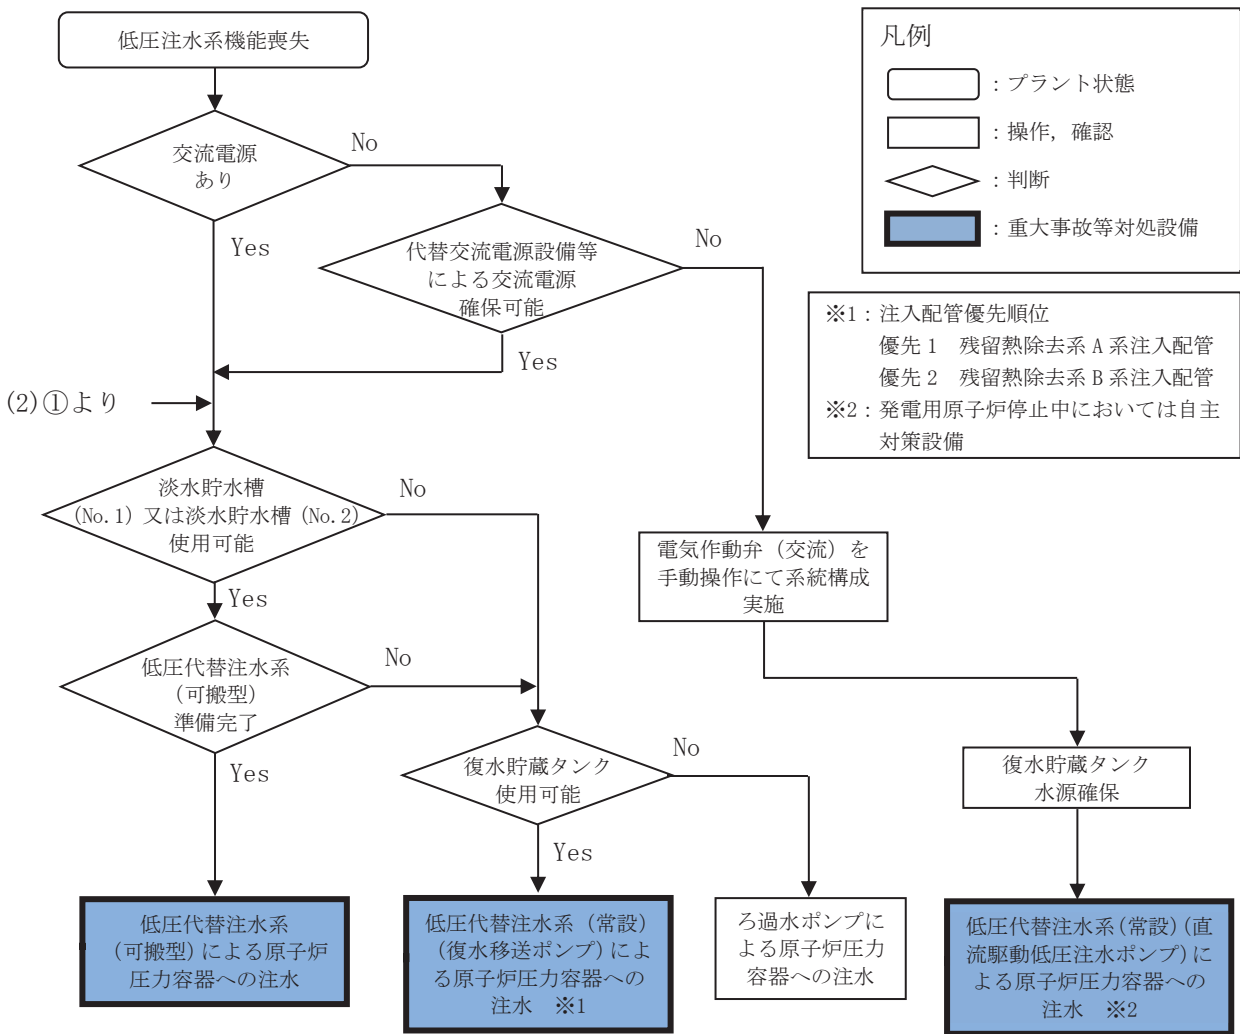 低圧注水系機能喪失
交流電源
あり
No
Yes
代替交流電源設備等
による交流電源
確保可能
No
Yes
(2)①より
淡水貯水槽
(No.1)又は淡水貯水槽(No.2)
使用可能
No
Yes
低圧代替注水系
(可搬型)
準備完了
No
Yes
復水貯蔵タンク
使用可能
No
Yes
電気作動弁（交流）を
手動操作にて系統構成
実施
復水貯蔵タンク
水源確保
低圧代替注水系
(可搬型)による原子炉
圧力容器への注水
低圧代替注水系（常設）
(復水移送ポンプ)によ
る原子炉圧力容器への
注水　※1
ろ過水ポンプに
よる原子炉圧力
容器への注水
低圧代替注水系(常設)(直
流駆動低圧注水ポンプ)に
よる原子炉圧力容器への
注水　※2
凡例
：プラント状態
：操作，確認
：判断
：重大事故等対処設備
※1：注入配管優先順位
優先1　残留熱除去系A系注入配管
優先2　残留熱除去系B系注入配管
※2：発電用原子炉停止中においては自主
対策設備